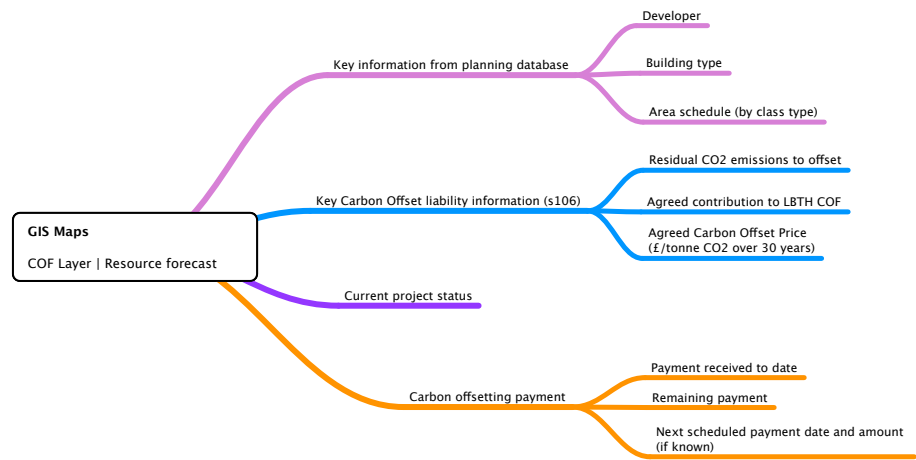 GIS Maps
COF Layer | Resource forecast
Key information from planning database
Developer
Building type
Area schedule (by class type)
Key Carbon Offset liability information (s106)
Residual CO2 emissions to offset
Agreed contribution to LBTH COF
Agreed Carbon Offset Price
(£/tonne CO2 over 30 years)
Current project status
Carbon offsetting payment
Payment received to date
Remaining payment
Next scheduled payment date and amount
(if known)